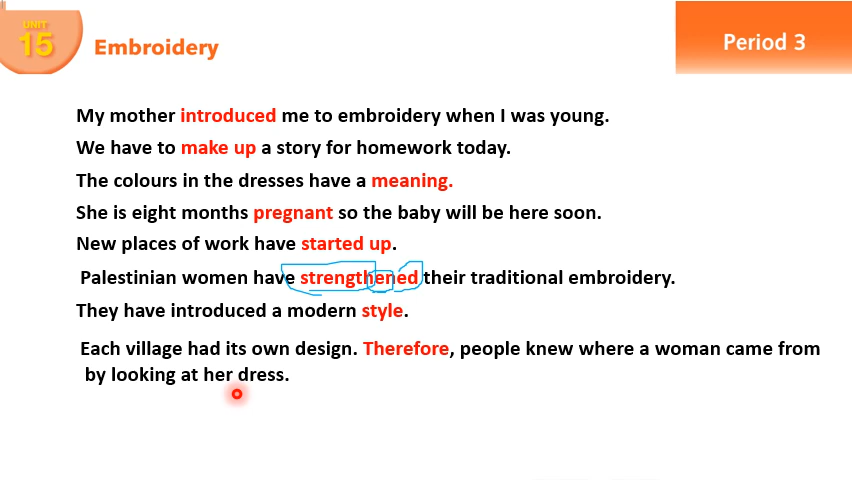 UNIT
15
Embroidery
Period 3
My mother introduced me to embroidery when I was young.
We have to make up a story for homework today.
The colours in the dresses have a meaning.
She is eight months pregnant so the baby will be here soon.
New places of work have started up.
Palestinian women have strengthened their traditional embroidery.
They have introduced a modern style.
Each village had its own design. Therefore, people knew where a woman came from
by looking at her dress.